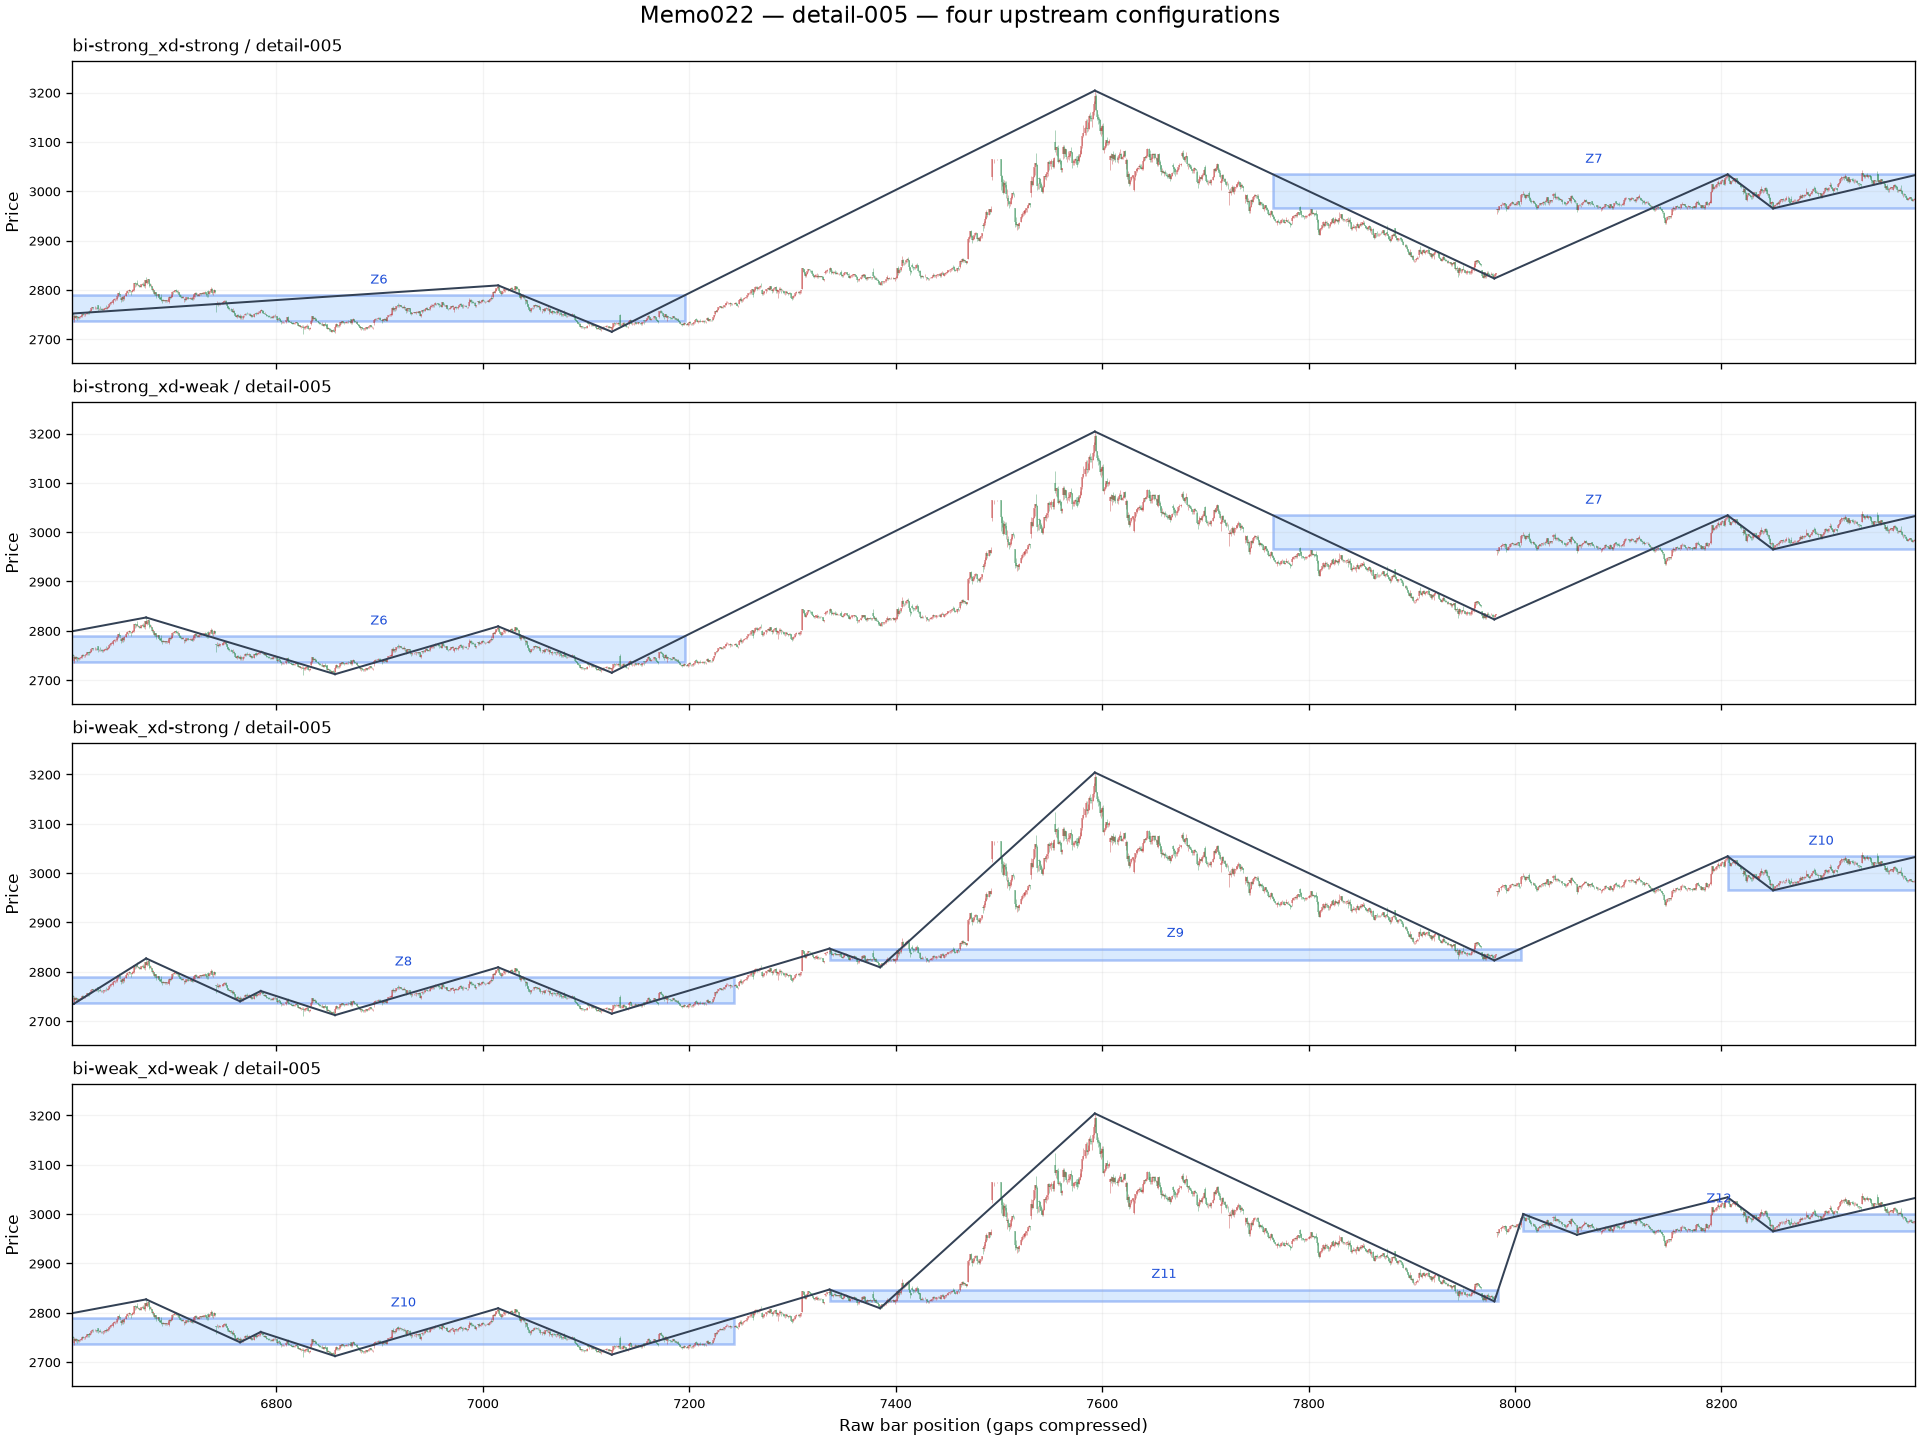 Memo022 — detail-005 — four upstream configurations
bi-strong_xd-strong / detail-005
3200
3100
3000
2900
2800
2700
Price
Z6
Z7
bi-strong_xd-weak / detail-005
3200
3100
3000
2900
2800
2700
Price
Z6
Z7
bi-weak_xd-strong / detail-005
3200
3100
3000
2900
2800
2700
Price
Z8
Z9
Z10
bi-weak_xd-weak / detail-005
3200
3100
3000
2900
2800
2700
Price
Z10
Z11
Z12
6800 7000 7200 7400 7600 7800 8000 8200
Raw bar position (gaps compressed)